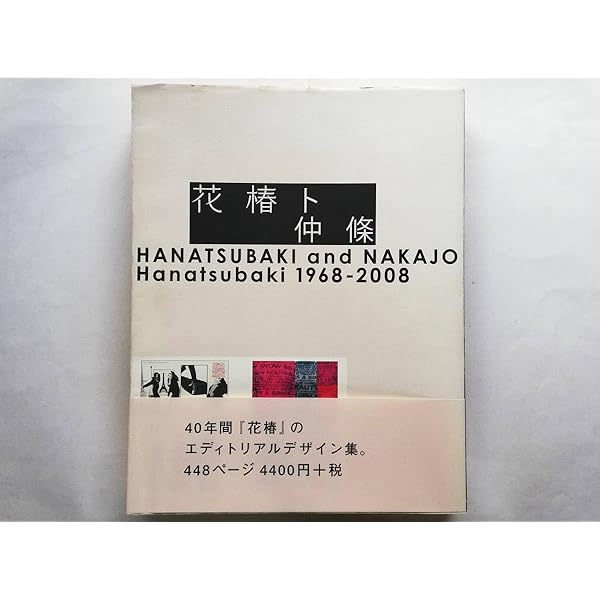 花椿ト
仲條
HANATSUBAKI and NAKAJO
Hanatsubaki 1968-2008
40年間『花椿』の
エディトリアルデザイン集。
448ページ 4400円+税